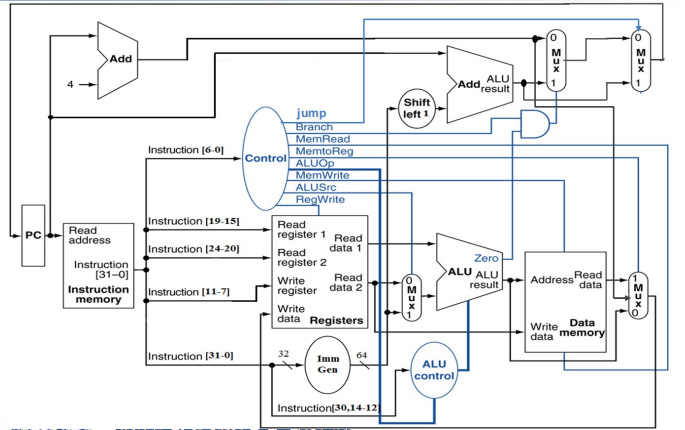 Add
4
Add
ALU
result
0
Mux
1
0
Mux
1
Shift
left 1
jump
Branch
MemRead
MemtoReg
ALUOp
MemWrite
ALUSrc
RegWrite
Control
Instruction [6-0]
PC
Read
address
Instruction
[31–0]
Instruction
memory
Instruction [19-15]
Instruction [24-20]
Instruction [11-7]
Instruction [31-0]
Read
register 1
Read
register 2
Write
register
Write
data
Read
data 1
Read
data 2
Registers
0
Mux
1
Zero
ALU
ALU
result
Address
Read
data
Write
data
Data
memory
1
Mux
0
32
Imm
Gen
64
ALU
control
Instruction[30,14-12]